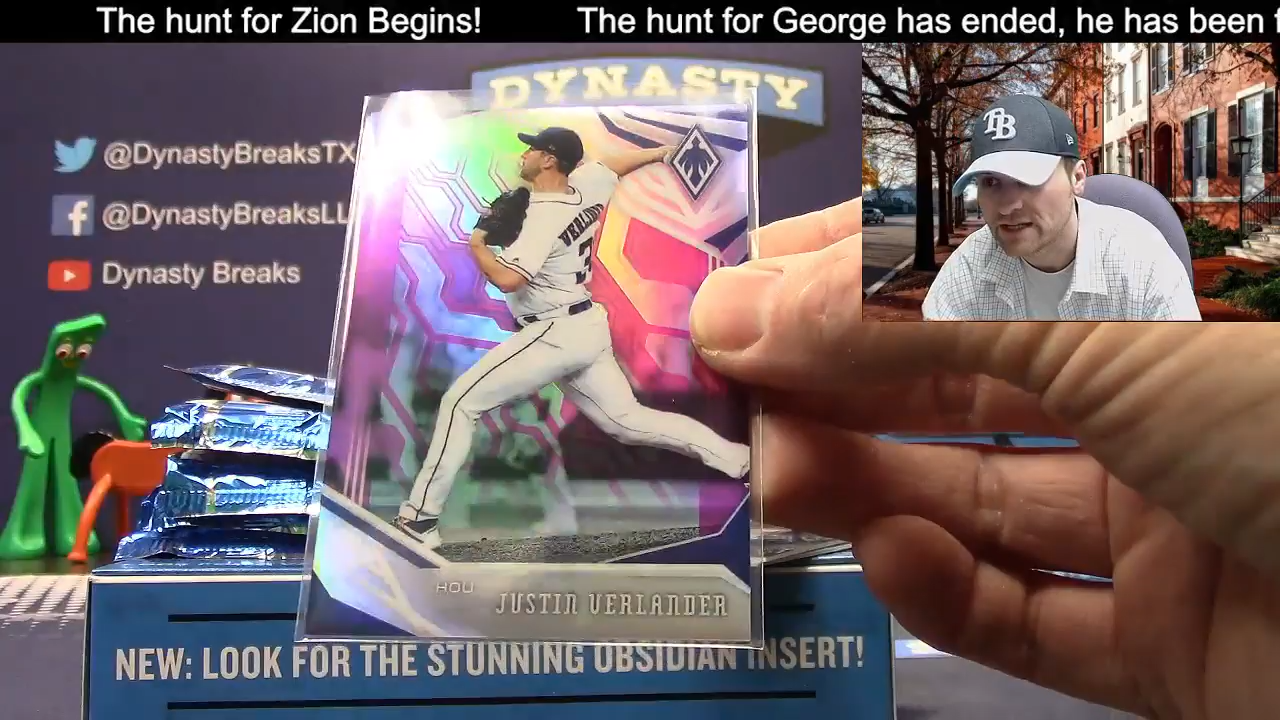 The hunt for Zion Begins! The hunt for George has ended, he has been
DYNASTY
@DynastyBreaksTX
@DynastyBreaksLL
Dynasty Breaks
TB
3
HOU
JUSTIN VERLANDER
NEW: LOOK FOR THE STUNNING OBSIDIAN INSERT!